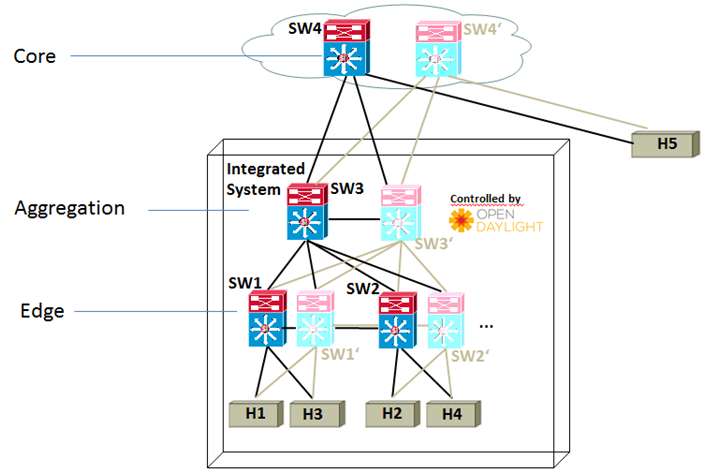 SW4
SW4‘
Core
H5
Integrated
System
SW3
Controlled by
OPEN
DAYLIGHT
Aggregation
SW3‘
SW1
SW2
Edge
...
SW1‘
SW2‘
H1
H3
H2
H4